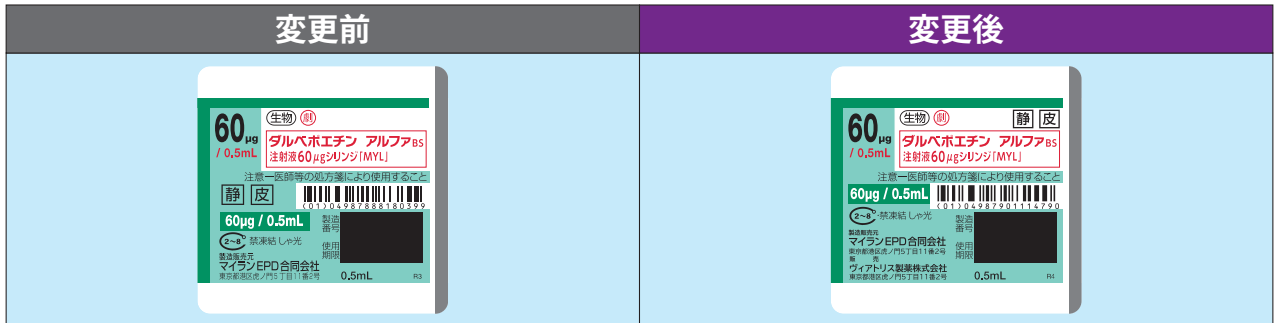 変更前
生物 劇
60μg
/ 0.5mL
ダルベポエチン アルファBS
注射液60μgシリンジ「MYL」
注意－医師等の処方箋により使用すること
静 皮
(01)04987888180399
60μg / 0.5mL
製造
番号
2~8° 禁凍結 しゃ光
使用
期限
製造販売元
マイランEPD合同会社
東京都港区虎ノ門5丁目11番2号
0.5mL
R3
変更後
生物 劇
静 皮
60μg
/ 0.5mL
ダルベポエチン アルファBS
注射液60μgシリンジ「MYL」
注意－医師等の処方箋により使用すること
60μg / 0.5mL
(01)04987901114790
2~8° 禁凍結 しゃ光
製造
番号
製造販売元
マイランEPD合同会社
東京都港区虎ノ門5丁目11番2号
使用
期限
販 売
ヴィアトリス製薬株式会社
東京都港区虎ノ門5丁目11番2号
0.5mL
R4